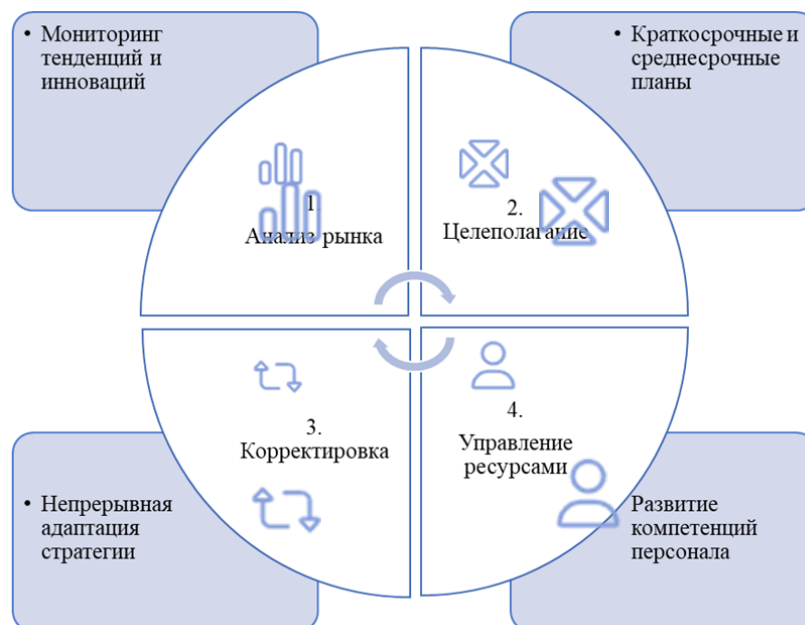 • Мониторинг
тенденций и
инноваций
• Краткосрочные и
среднесрочные
планы
1
Анализ рынка
2.
Целеполагание
3.
Корректировка
4.
Управление
ресурсами
• Непрерывная
адаптация
стратегии
Развитие
компетенций
персонала